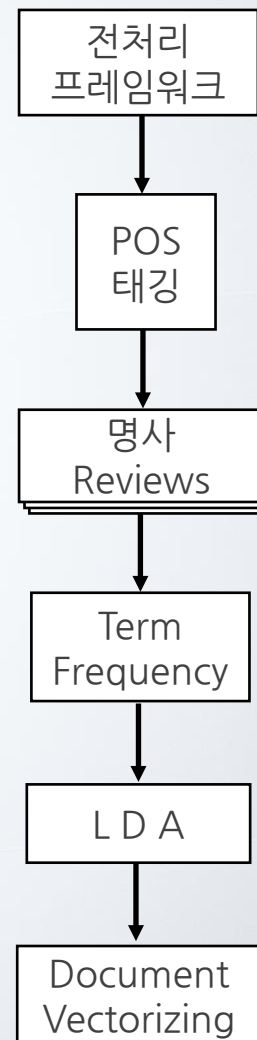 전처리
프레임워크
POS
태깅
명사
Reviews
Term
Frequency
L D A
Document
Vectorizing